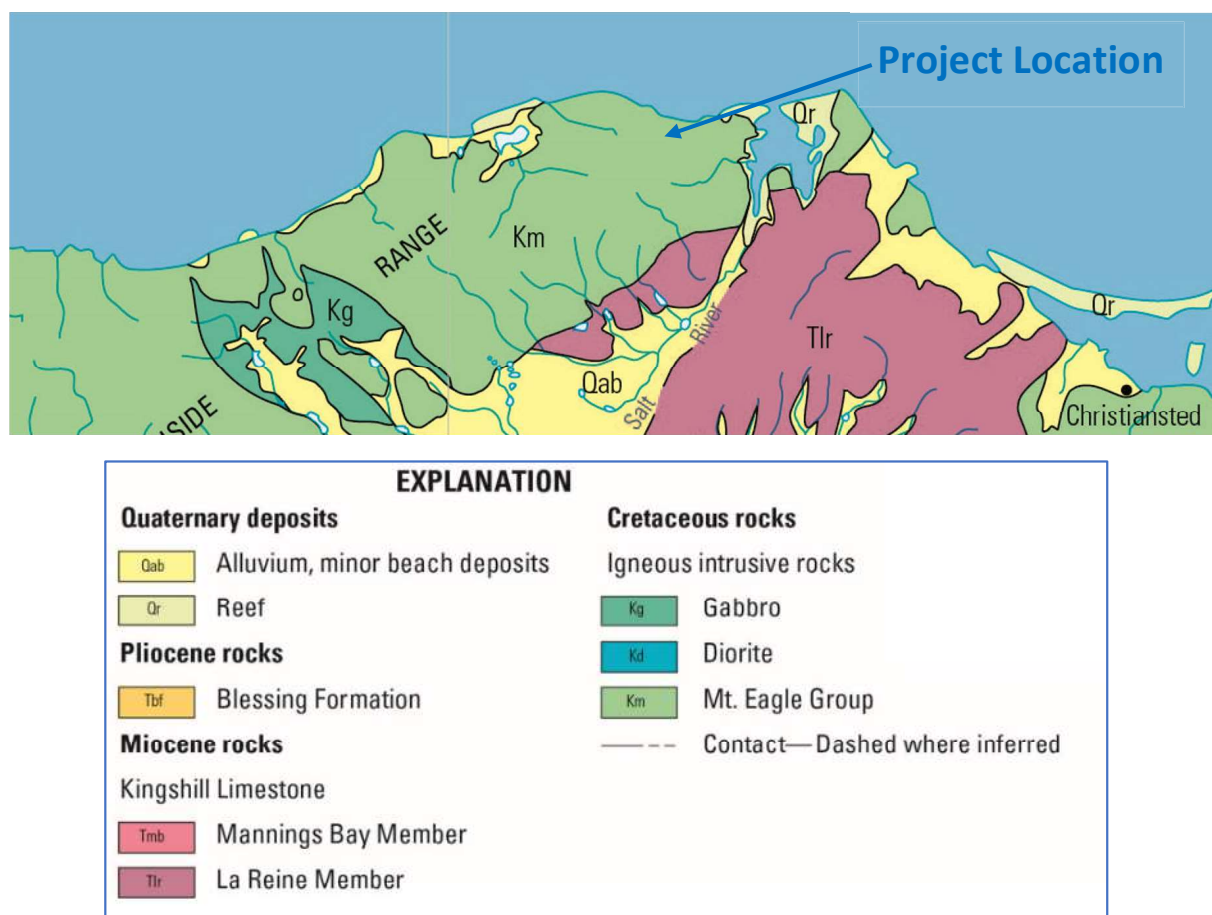 Project Location
Qr
RANGE
Km
Kg
River
Tlr
Qr
Qab
Salt
Christiansted
EXPLANATION
Quaternary deposits
Qab Alluvium, minor beach deposits
Qr Reef
Pliocene rocks
Tbf Blessing Formation
Miocene rocks
Kingshill Limestone
Tmb Mannings Bay Member
Tlr La Reine Member
Cretaceous rocks
Igneous intrusive rocks
Kg Gabbro
Kd Diorite
Km Mt. Eagle Group
Contact—Dashed where inferred